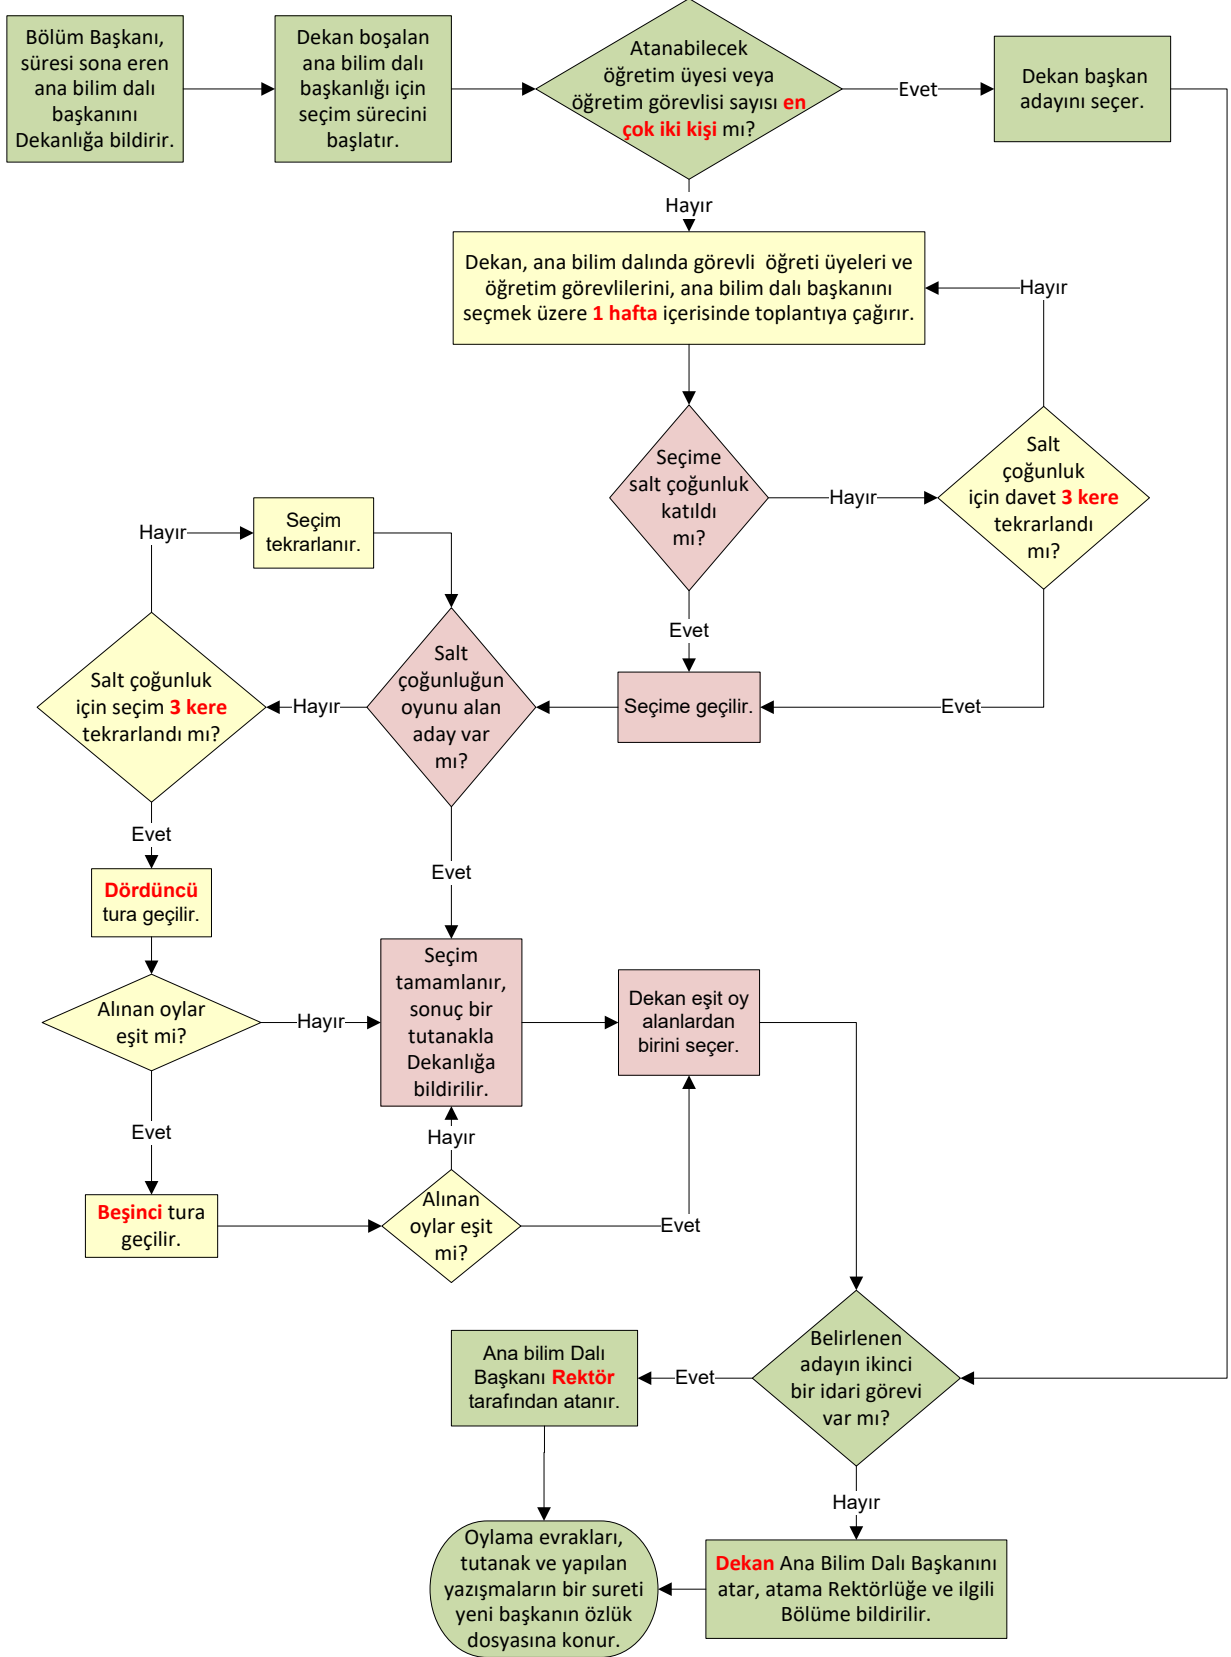 Bölüm Başkanı,
süresi sona eren
ana bilim dalı
başkanını
Dekanlığa bildirir.
Dekan boşalan
ana bilim dalı
başkanlığı için
seçim sürecini
başlatır.
Atanabilecek
öğretim üyesi veya
öğretim görevlisi sayısı en
çok iki kişi mı?
Evet
Dekan başkan
adayını seçer.
Hayır
Dekan, ana bilim dalında görevli öğreti üyeleri ve
öğretim görevlilerini, ana bilim dalı başkanını
seçmek üzere 1 hafta içerisinde toplantıya çağırır.
Hayır
Seçime
salt çoğunluk
katıldı
mı?
Hayır
Salt
çoğunluk
için davet 3 kere
tekrarlandı
mı?
Evet
Evet
Seçime geçilir.
Hayır
Seçim
tekrarlanır.
Salt çoğunluk
için seçim 3 kere
tekrarlandı mı?
Hayır
Salt
çoğunluğun
oyunu alan
aday var
mı?
Evet
Evet
Dördüncü
tura geçilir.
Alınan oylar
eşit mi?
Hayır
Seçim
tamamlanır,
sonuç bir
tutanakla
Dekanlığa
bildirilir.
Dekan eşit oy
alanlardan
birini seçer.
Evet
Hayır
Beşinci tura
geçilir.
Alınan
oylar eşit
mi?
Evet
Belirlenen
adayın ikinci
bir idari görevi
var mı?
Evet
Ana bilim Dalı
Başkanı Rektör
tarafından atanır.
Hayır
Dekan Ana Bilim Dalı Başkanını
atar, atama Rektörlüğe ve ilgili
Bölüme bildirilir.
Oylama evrakları,
tutanak ve yapılan
yazışmaların bir sureti
yeni başkanın özlük
dosyasına konur.